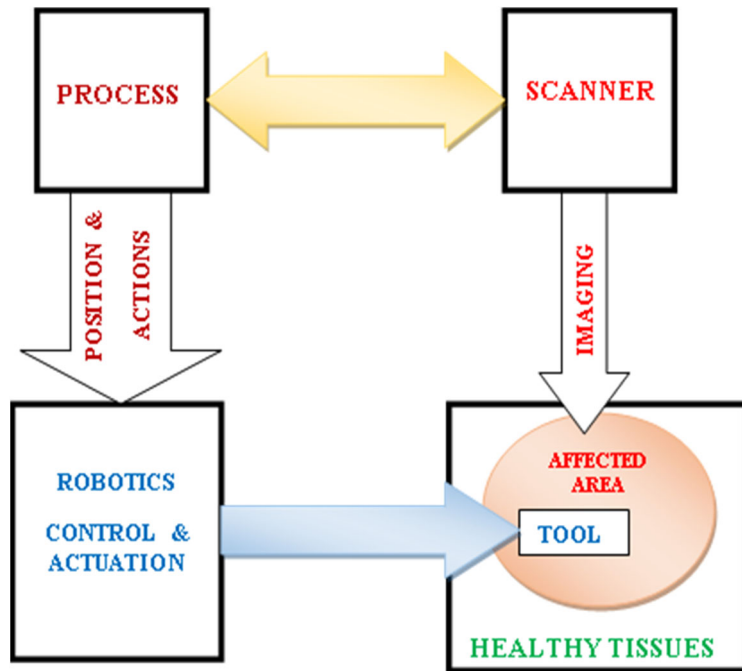 PROCESS
SCANNER
POSITION &
ACTIONS
IMAGING
ROBOTICS
CONTROL &
ACTUATION
AFFECTED
AREA
TOOL
HEALTHY TISSUES